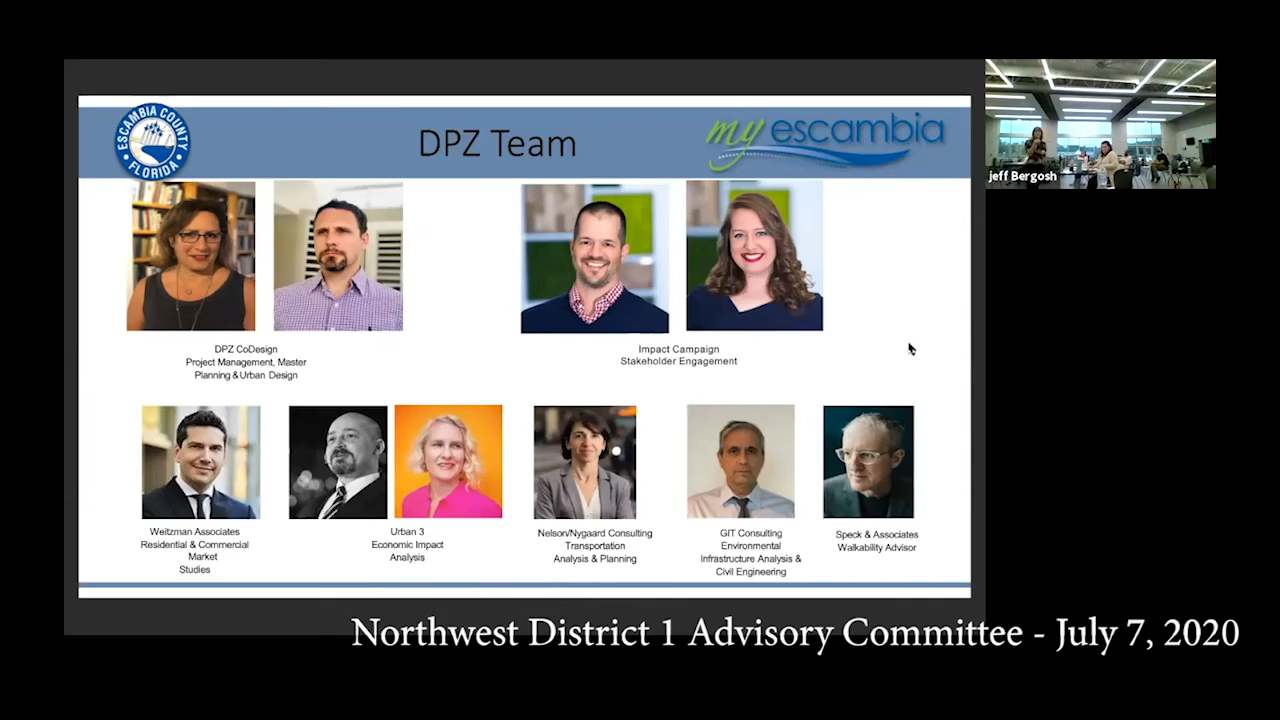 ESCAMBIA COUNTY
FLORIDA
DPZ Team
my escambia
jeff Bergosh
DPZ CoDesign
Project Management, Master
Planning & Urban Design
Impact Campaign
Stakeholder Engagement
Weitzman Associates
Residential & Commercial
Market
Studies
Urban 3
Economic Impact
Analysis
Nelson/Nygaard Consulting
Transportation
Analysis & Planning
GIT Consulting
Environmental
Infrastructure Analysis &
Civil Engineering
Speck & Associates
Walkability Advisor
Northwest District 1 Advisory Committee - July 7, 2020